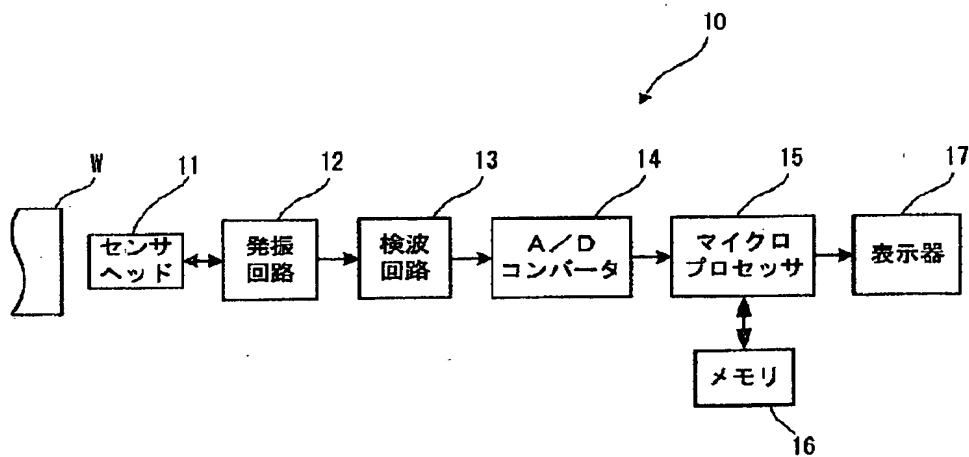 10
W
11
12
13
14
15
17
センサ
ヘッド
発振
回路
検波
回路
A/D
コンバータ
マイクロ
プロセッサ
表示器
メモリ
16